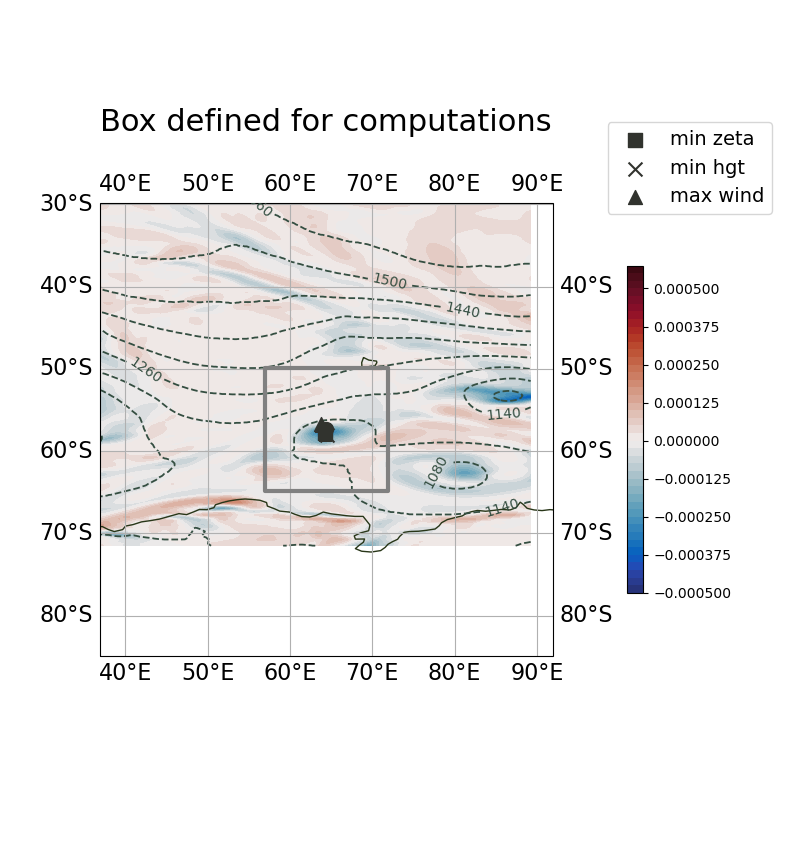 Box defined for computations
min zeta
min hgt
max wind
40°E 50°E 60°E 70°E 80°E 90°E
30°S
40°S 40°S
50°S 50°S
60°S 60°S
70°S 70°S
80°S 80°S
40°E 50°E 60°E 70°E 80°E 90°E
60
1500
1440
1260
1140
1080
1140
0.000500
0.000375
0.000250
0.000125
0.000000
−0.000125
−0.000250
−0.000375
−0.000500